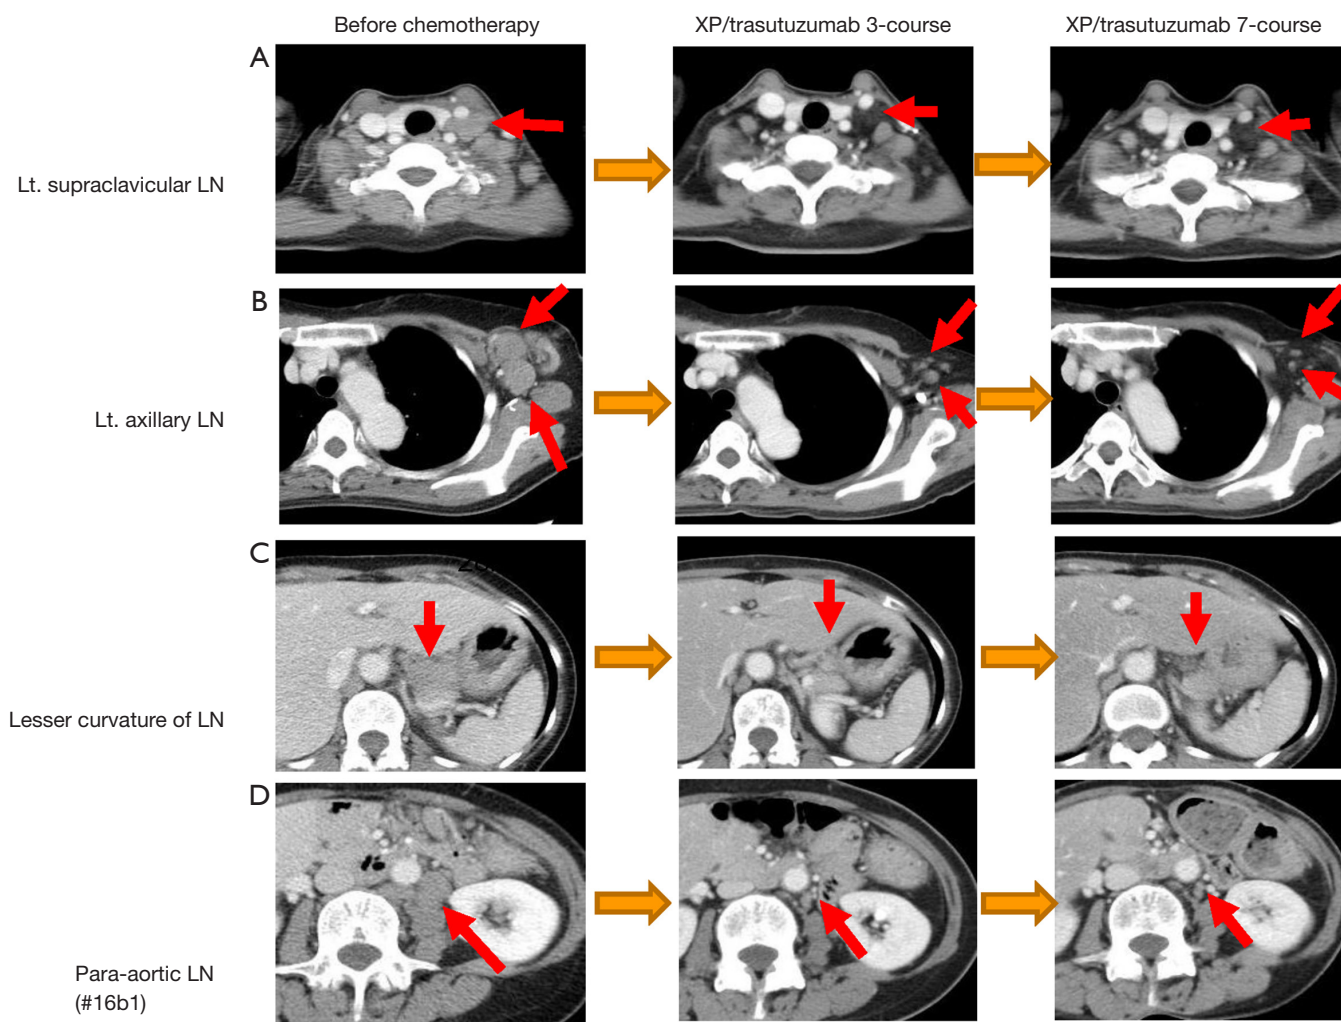 Before chemotherapy
XP/trasutuzumab 3-course
XP/trasutuzumab 7-course
A
Lt. supraclavicular LN
B
Lt. axillary LN
C
Lesser curvature of LN
D
Para-aortic LN
(#16b1)